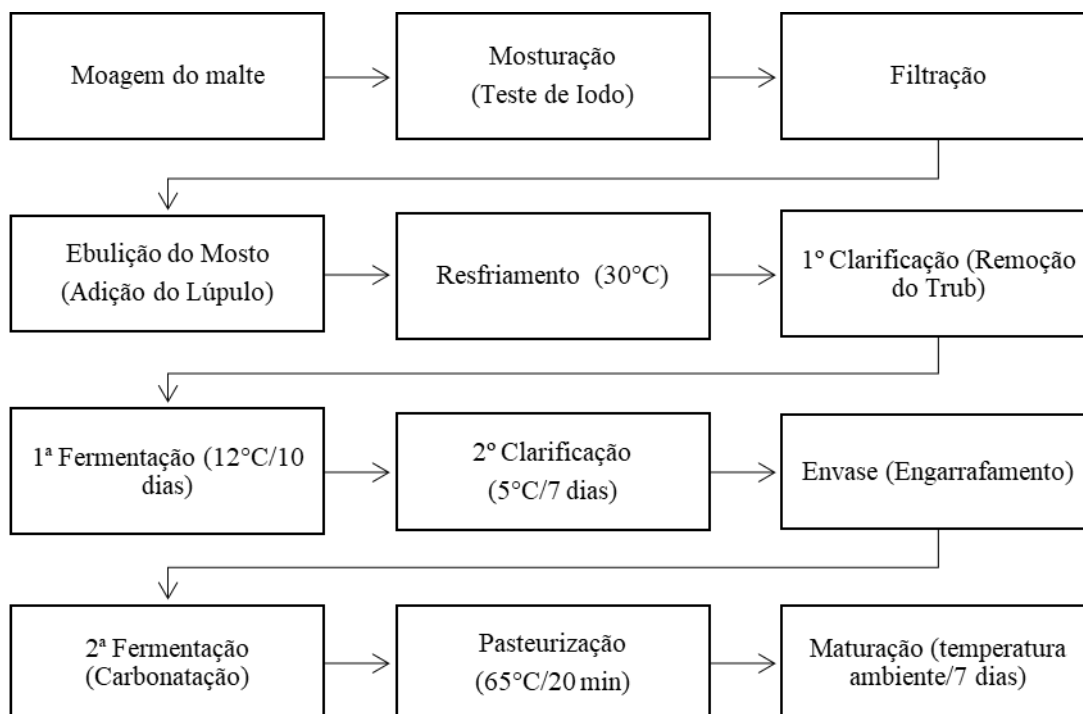 Moagem do malte
Mosturação
(Teste de Iodo)
Filtração
Ebulição do Mosto
(Adição do Lúpulo)
Resfriamento (30°C)
1º Clarificação (Remoção
do Trub)
1ª Fermentação (12°C/10
dias)
2º Clarificação
(5°C/7 dias)
Envase (Engarrafamento)
2ª Fermentação
(Carbonatação)
Pasteurização
(65°C/20 min)
Maturação (temperatura
ambiente/7 dias)